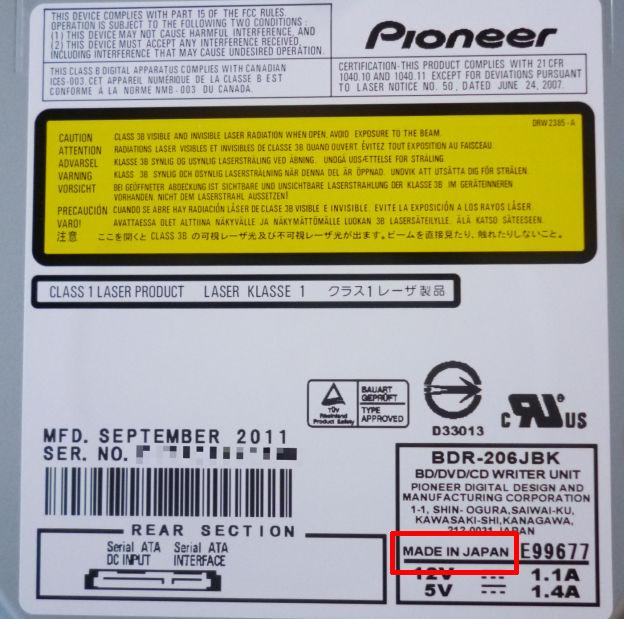 THIS DEVICE COMPLIES WITH PART 15 OF THE FCC RULES.
OPERATION IS SUBJECT TO THE FOLLOWING TWO CONDITIONS:
(1) THIS DEVICE MAY NOT CAUSE HARMFUL INTERFERENCE, AND
(2) THIS DEVICE MUST ACCEPT ANY INTERFERENCE RECEIVED,
INCLUDING INTERFERENCE THAT MAY CAUSE UNDESIRED OPERATION.
THIS CLASS B DIGITAL APPARATUS COMPLIES WITH CANADIAN
ICES-003.CET APPAREIL NUMÉRIQUE DE LA CLASSE B EST
CONFORME À LA NORME NMB-003 DU CANADA.
Pioneer
CERTIFICATION-THIS PRODUCT COMPLIES WITH 21 CFR
1040.10 AND 1040.11 EXCEPT FOR DEVIATIONS PURSUANT
TO LASER NOTICE NO. 50, DATED JUNE 24, 2007.
DRW2385-A
CAUTION CLASS 3B VISIBLE AND INVISIBLE LASER RADIATION WHEN OPEN, AVOID EXPOSURE TO THE BEAM.
ATTENTION RADIATIONS LASER VISIBLES ET INVISIBLES DE CLASSE 3B QUAND OUVERT. ÉVITEZ TOUT EXPOSITION AU FAISCEAU.
ADVARSEL KLASSE 3B SYNLIG OG USYNLIG LASERSTRÅLING VED ÅBNING. UNDGÅ UDSÆTTELSE FOR STRÅLING.
VARNING KLASS 3B SYNLIG OCH OSYNLIG LASERSTRÅLNING NÄR DENNA DEL ÄR ÖPPNAD. UNDVIK ATT UTSÄTTA DIG FÖR STRÅLEN.
VORSICHT BEI GEÖFFNETER ABDECKUNG IST SICHTBARE UND UNSICHTBARE LASERSTRAHLUNG DER KLASSE 3B IM GERÄTEINNEREN
VORHANDEN. NICHT DEM LASERSTRAHL AUSSETZEN!
PRECAUCIÓN CUANDO SE ABRE HAY RADIACIÓN LÁSER DE CLASE 3B VISIBLE E INVISIBLE. EVITE LA EXPOSICIÓN A LOS RAYOS LÁSER.
VARO! AVATTAESSA OLET ALTTIINA NÄKYVÄLLE JA NÄKYMÄTTÖMÄLLE LUOKAN 3B LASERSÄTEILYLLE. ÄLÄ KATSO SÄTEESEEN.
注意 ここを開くと CLASS 3B の可視レーザ光及び不可視レーザ光が出ます。ビームを直接見たり、触れたりしないこと。
CLASS 1 LASER PRODUCT LASER KLASSE 1 クラス1レーザ製品
TÜV
Rheinland
Product Safety
BAUART
GEPRÜFT
TYPE
APPROVED
D33013
c RU US
MFD. SEPTEMBER 2011
SER. NO.
BDR-206JBK
BD/DVD/CD WRITER UNIT
PIONEER DIGITAL DESIGN AND
MANUFACTURING CORPORATION
1-1, SHIN-OGURA,SAIWAI-KU,
KAWASAKI-SHI,KANAGAWA,
212-0031 JAPAN
MADE IN JAPAN E99677
12V 1.1A
5V 1.4A
REAR SECTION
Serial ATA Serial ATA
DC INPUT INTERFACE